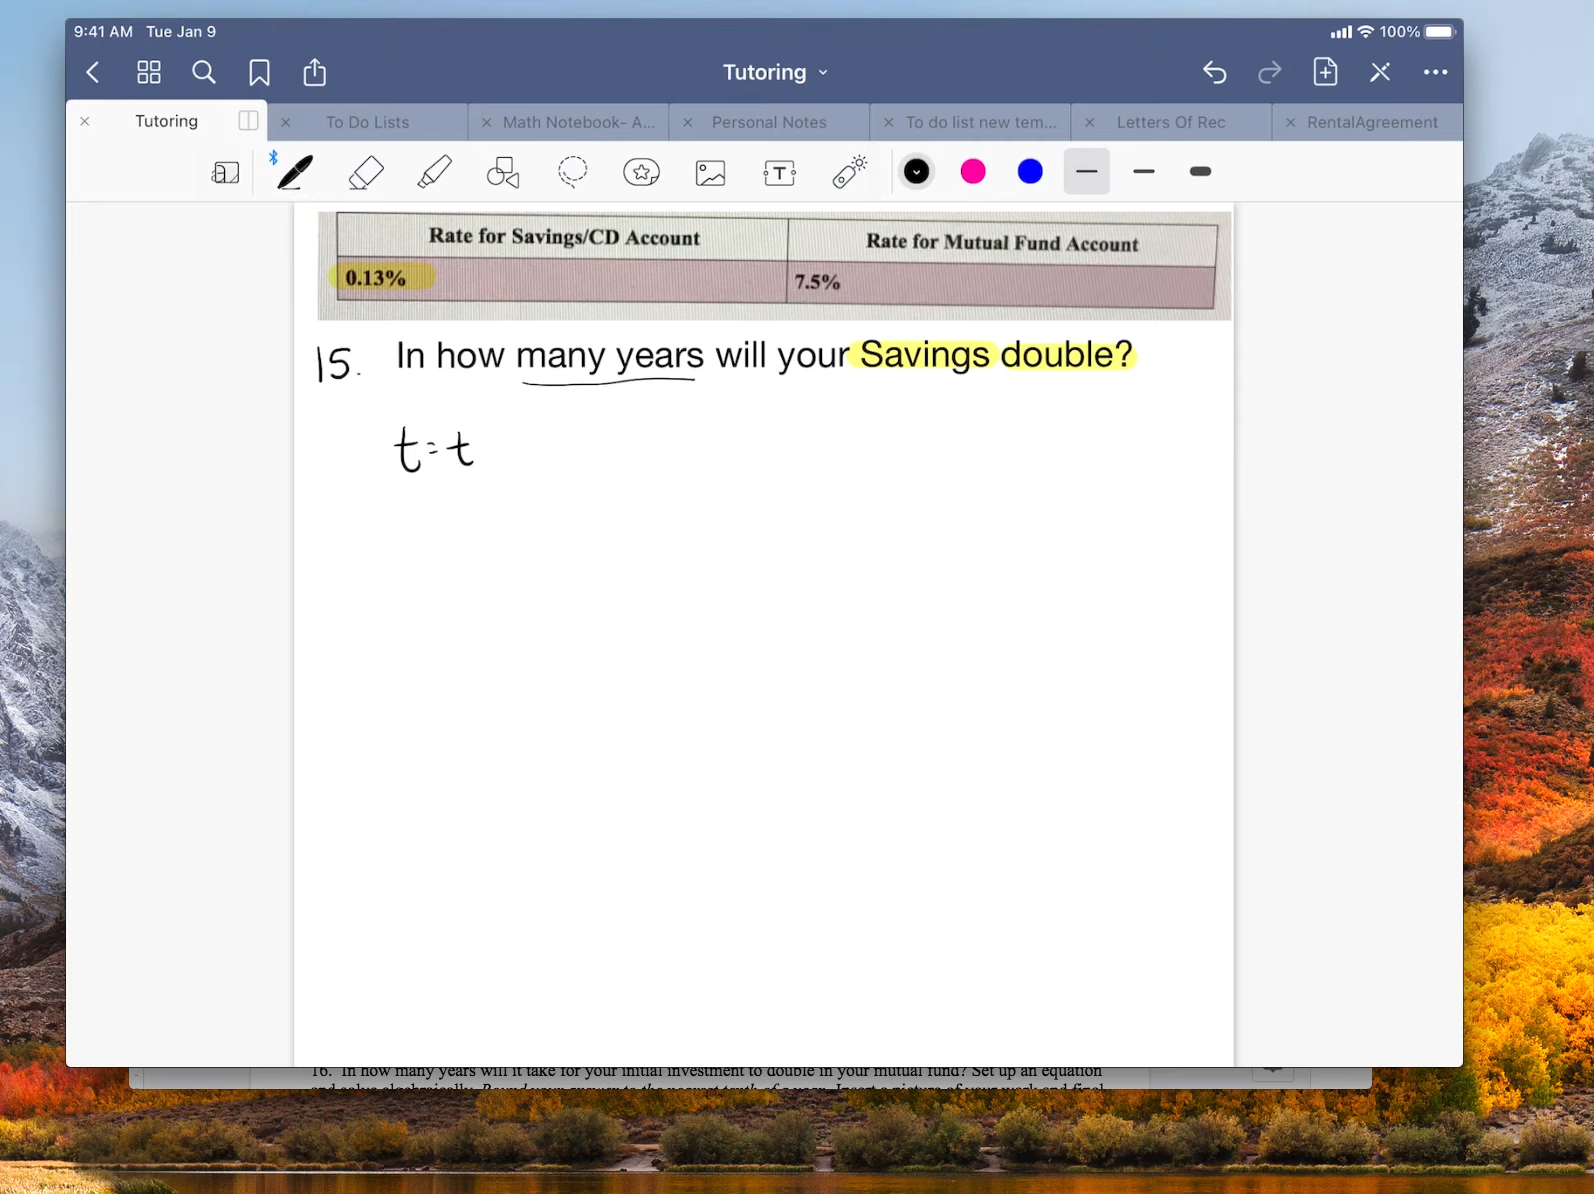 9:41 AM Tue Jan 9 100%
Tutoring
Tutoring To Do Lists Math Notebook- A... Personal Notes To do list new tem... Letters Of Rec RentalAgreement
T
Rate for Savings/CD Account Rate for Mutual Fund Account
0.13% 7.5%
15. In how many years will your Savings double?
t=t
16. In how many years will it take for your initial investment to double in your mutual fund? Set up an equation